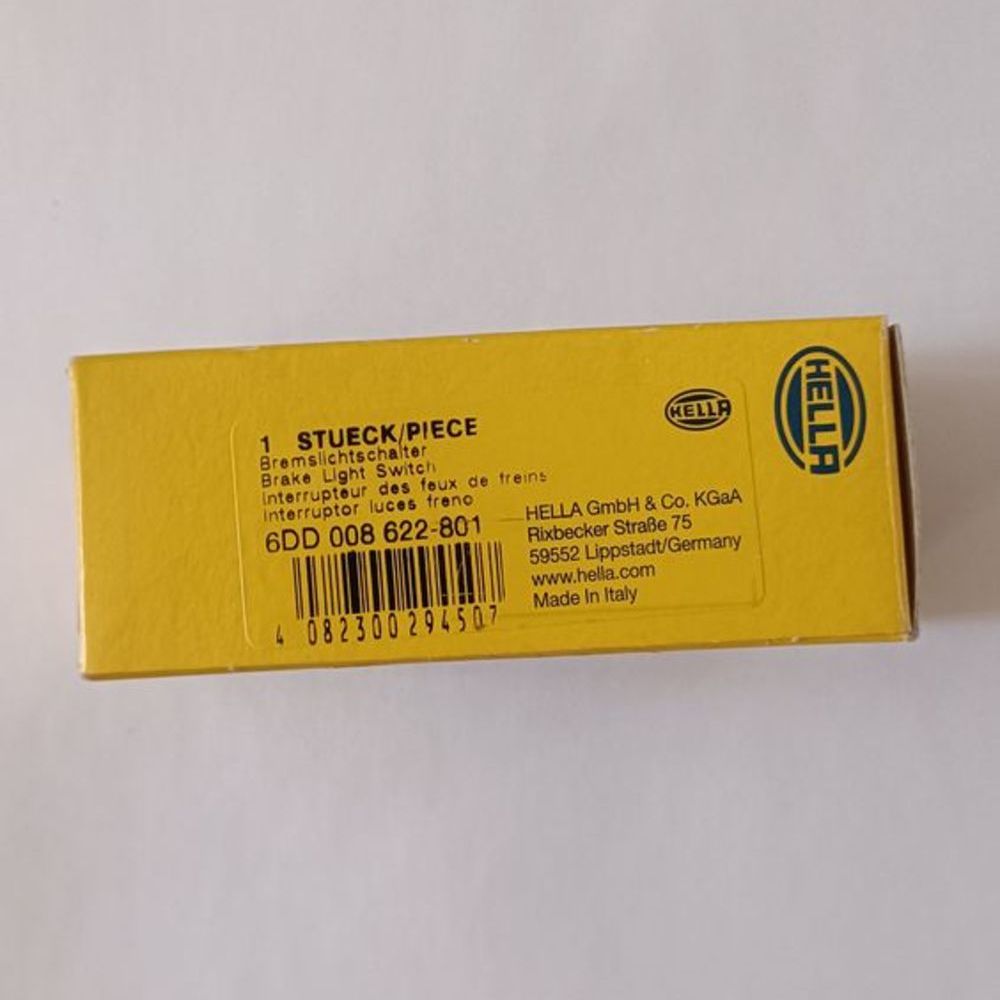 1 STUECK/PIECE
Bremslichtschalter
Brake Light Switch
Interrupteur des feux de freins
Interruptor luces freno
6DD 008 622-801
4 082300 294507
HELLA
HELLA GmbH & Co. KGaA
Rixbecker Straße 75
59552 Lippstadt/Germany
www.hella.com
Made In Italy
HELLA